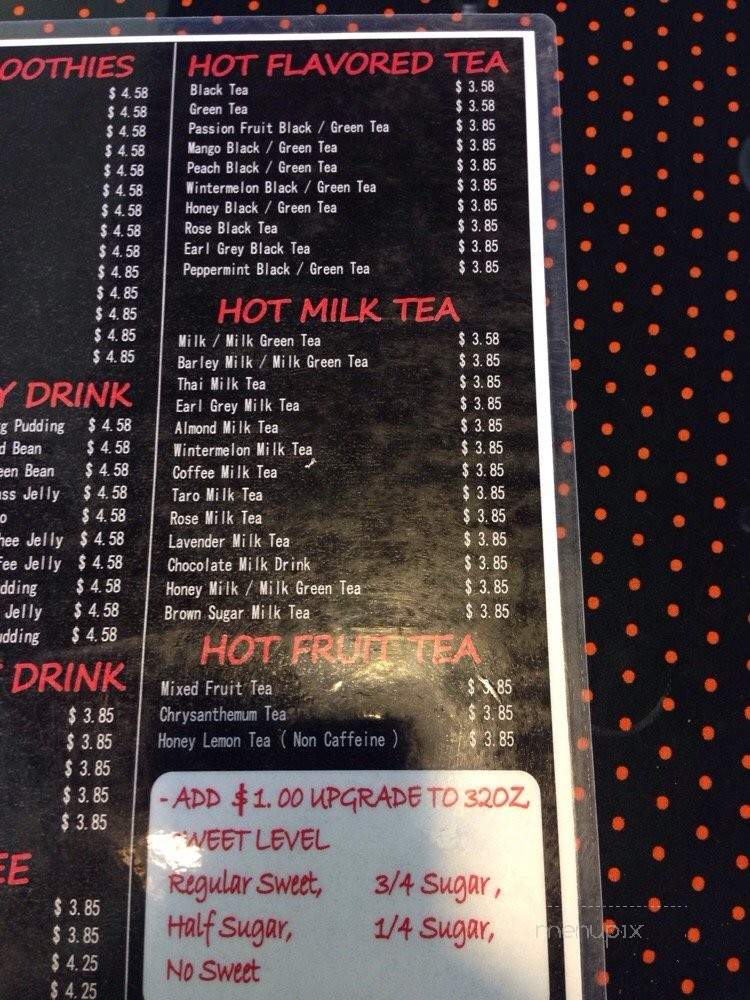 OOTHIES
$ 4.58
$ 4.58
$ 4.58
$ 4.58
$ 4.58
$ 4.58
$ 4.58
$ 4.58
$ 4.58
$ 4.85
$ 4.85
$ 4.85
$ 4.85
$ 4.85
Y DRINK
g Pudding $ 4.58
d Bean $ 4.58
een Bean $ 4.58
ass Jelly $ 4.58
o $ 4.58
hee Jelly $ 4.58
fee Jelly $ 4.58
dding $ 4.58
Jelly $ 4.58
udding $ 4.58
DRINK
$ 3.85
$ 3.85
$ 3.85
$ 3.85
$ 3.85
EE
$ 3.85
$ 3.85
$ 4.25
$ 4.25
HOT FLAVORED TEA
Black Tea $ 3.58
Green Tea $ 3.58
Passion Fruit Black / Green Tea $ 3.85
Mango Black / Green Tea $ 3.85
Peach Black / Green Tea $ 3.85
Wintermelon Black / Green Tea $ 3.85
Honey Black / Green Tea $ 3.85
Rose Black Tea $ 3.85
Earl Grey Black Tea $ 3.85
Peppermint Black / Green Tea $ 3.85
HOT MILK TEA
Milk / Milk Green Tea $ 3.58
Barley Milk / Milk Green Tea $ 3.85
Thai Milk Tea $ 3.85
Earl Grey Milk Tea $ 3.85
Almond Milk Tea $ 3.85
Wintermelon Milk Tea $ 3.85
Coffee Milk Tea $ 3.85
Taro Milk Tea $ 3.85
Rose Milk Tea $ 3.85
Lavender Milk Tea $ 3.85
Chocolate Milk Drink $ 3.85
Honey Milk / Milk Green Tea $ 3.85
Brown Sugar Milk Tea $ 3.85
HOT FRUIT TEA
Mixed Fruit Tea $ 3.85
Chrysanthemum Tea $ 3.85
Honey Lemon Tea ( Non Caffeine ) $ 3.85
- ADD $1.00 UPGRADE TO 32OZ
SWEET LEVEL
Regular Sweet, 3/4 Sugar,
Half Sugar, 1/4 Sugar,
No Sweet
menupix